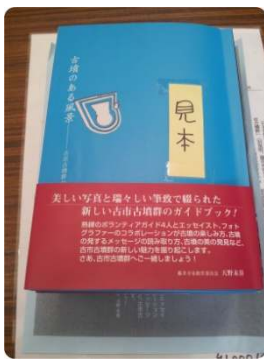 古墳のある風景
見本
美しい写真と瑞々しい筆致で綴られた
新しい古市古墳群のガイドブック!
熟練のボランティアガイド4人とエッセイスト、フォト
グラファーのコラボレーションが古墳の楽しみ方、古墳
の発するメッセージの読み取り方、古墳の美の発見など、
古市古墳群の新しい魅力を掘り起こします。
さあ、古市古墳群へご一緒しましょう!